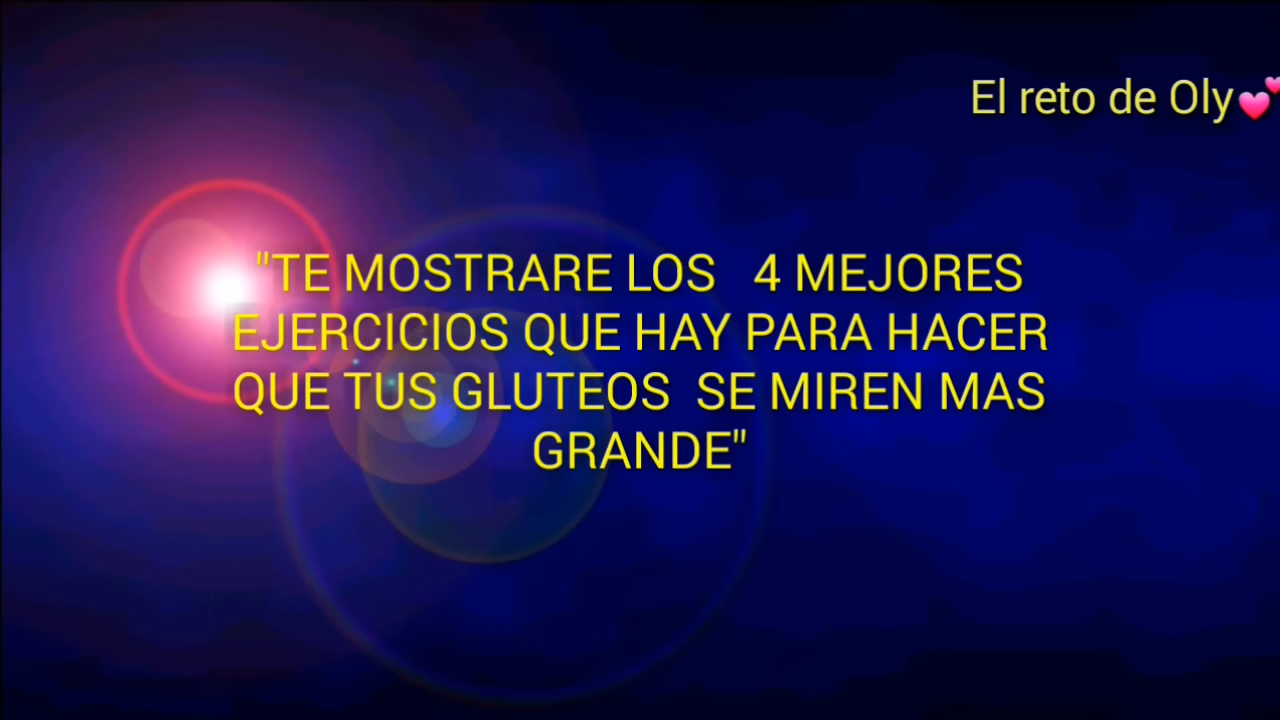 El reto de Oly💕
"TE MOSTRARE LOS 4 MEJORES
EJERCICIOS QUE HAY PARA HACER
QUE TUS GLUTEOS SE MIREN MAS
GRANDE"